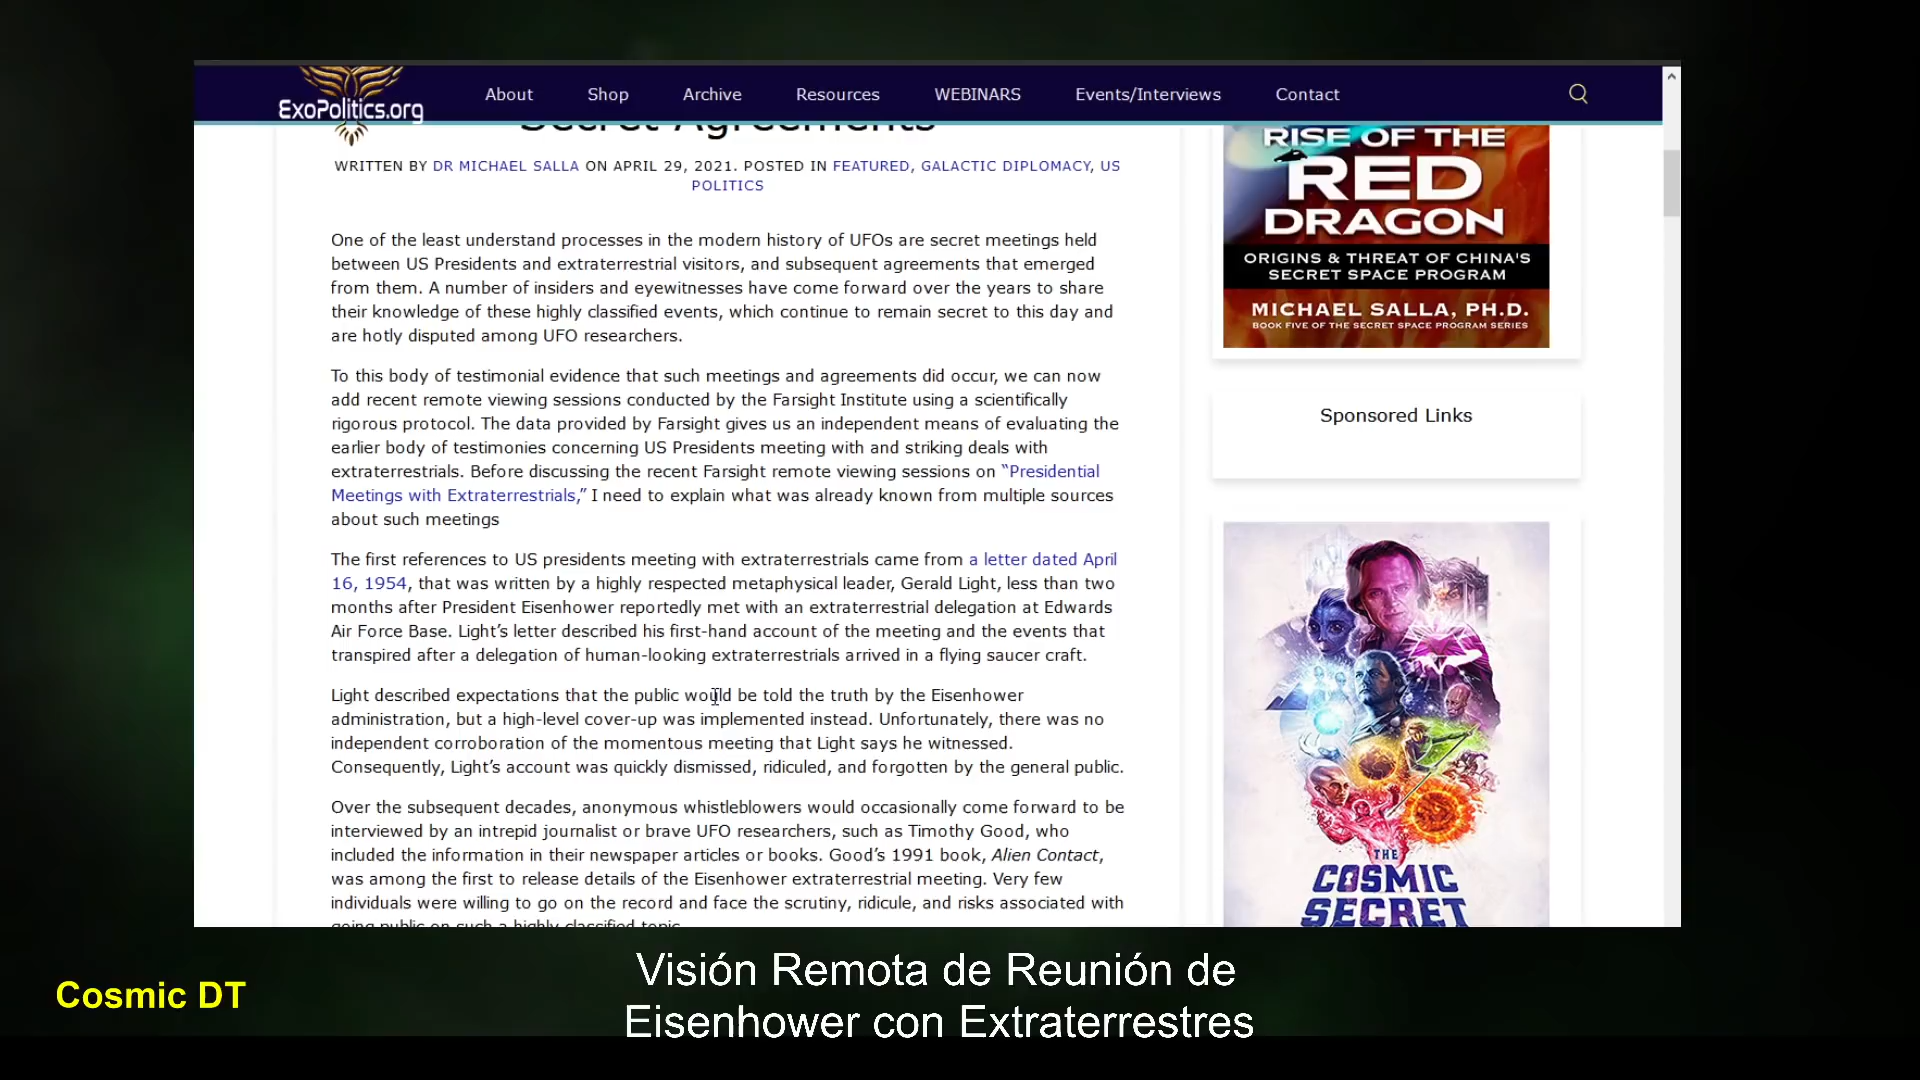 ExoPolitics.org
About
Shop
Archive
Resources
WEBINARS
Events/Interviews
Contact
Secret Agreements
WRITTEN BY DR MICHAEL SALLA ON APRIL 29, 2021. POSTED IN FEATURED, GALACTIC DIPLOMACY, US
POLITICS
One of the least understand processes in the modern history of UFOs are secret meetings held
between US Presidents and extraterrestrial visitors, and subsequent agreements that emerged
from them. A number of insiders and eyewitnesses have come forward over the years to share
their knowledge of these highly classified events, which continue to remain secret to this day and
are hotly disputed among UFO researchers.
To this body of testimonial evidence that such meetings and agreements did occur, we can now
add recent remote viewing sessions conducted by the Farsight Institute using a scientifically
rigorous protocol. The data provided by Farsight gives us an independent means of evaluating the
earlier body of testimonies concerning US Presidents meeting with and striking deals with
extraterrestrials. Before discussing the recent Farsight remote viewing sessions on “Presidential
Meetings with Extraterrestrials,” I need to explain what was already known from multiple sources
about such meetings
The first references to US presidents meeting with extraterrestrials came from a letter dated April
16, 1954, that was written by a highly respected metaphysical leader, Gerald Light, less than two
months after President Eisenhower reportedly met with an extraterrestrial delegation at Edwards
Air Force Base. Light’s letter described his first-hand account of the meeting and the events that
transpired after a delegation of human-looking extraterrestrials arrived in a flying saucer craft.
Light described expectations that the public would be told the truth by the Eisenhower
administration, but a high-level cover-up was implemented instead. Unfortunately, there was no
independent corroboration of the momentous meeting that Light says he witnessed.
Consequently, Light’s account was quickly dismissed, ridiculed, and forgotten by the general public.
Over the subsequent decades, anonymous whistleblowers would occasionally come forward to be
interviewed by an intrepid journalist or brave UFO researchers, such as Timothy Good, who
included the information in their newspaper articles or books. Good’s 1991 book, Alien Contact,
was among the first to release details of the Eisenhower extraterrestrial meeting. Very few
individuals were willing to go on the record and face the scrutiny, ridicule, and risks associated with
going public on such a highly classified topic.
RISE OF THE
RED
DRAGON
ORIGINS & THREAT OF CHINA'S
SECRET SPACE PROGRAM
MICHAEL SALLA, PH.D.
BOOK FIVE OF THE SECRET SPACE PROGRAM SERIES
Sponsored Links
THE
COSMIC
SECRET
Cosmic DT
Visión Remota de Reunión de
Eisenhower con Extraterrestres